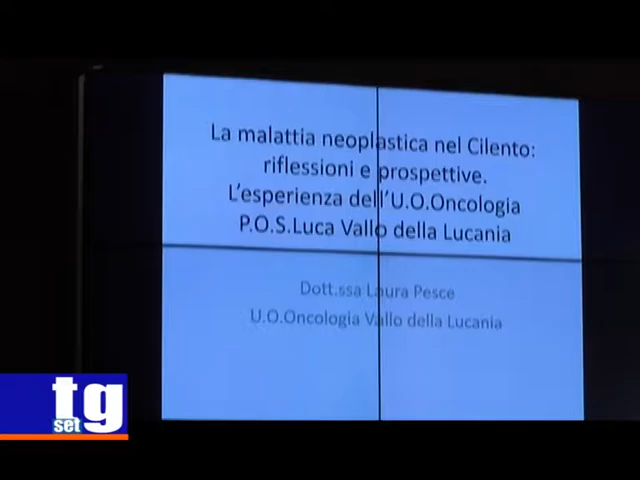 La malattia neoplastica nel Cilento:
riflessioni e prospettive.
L'esperienza dell'U.O.Oncologia
P.O.S.Luca Vallo della Lucania
Dott.ssa Laura Pesce
U.O.Oncologia Vallo della Lucania
tg
set